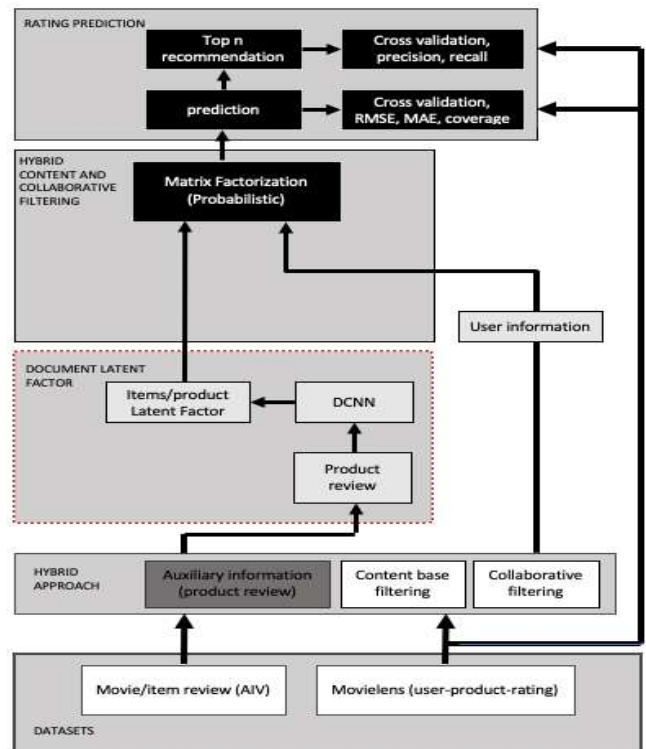 RATING PREDICTION
Top n
recommendation
Cross validation,
precision, recall
prediction
Cross validation,
RMSE, MAE, coverage
HYBRID
CONTENT AND
COLLABORATIVE
FILTERING
Matrix Factorization
(Probabilistic)
User information
DOCUMENT LATENT
FACTOR
Items/product
Latent Factor
DCNN
Product
review
HYBRID
APPROACH
Auxiliary information
(product review)
Content base
filtering
Collaborative
filtering
Movie/item review (AIV)
Movielens (user-product-rating)
DATASETS